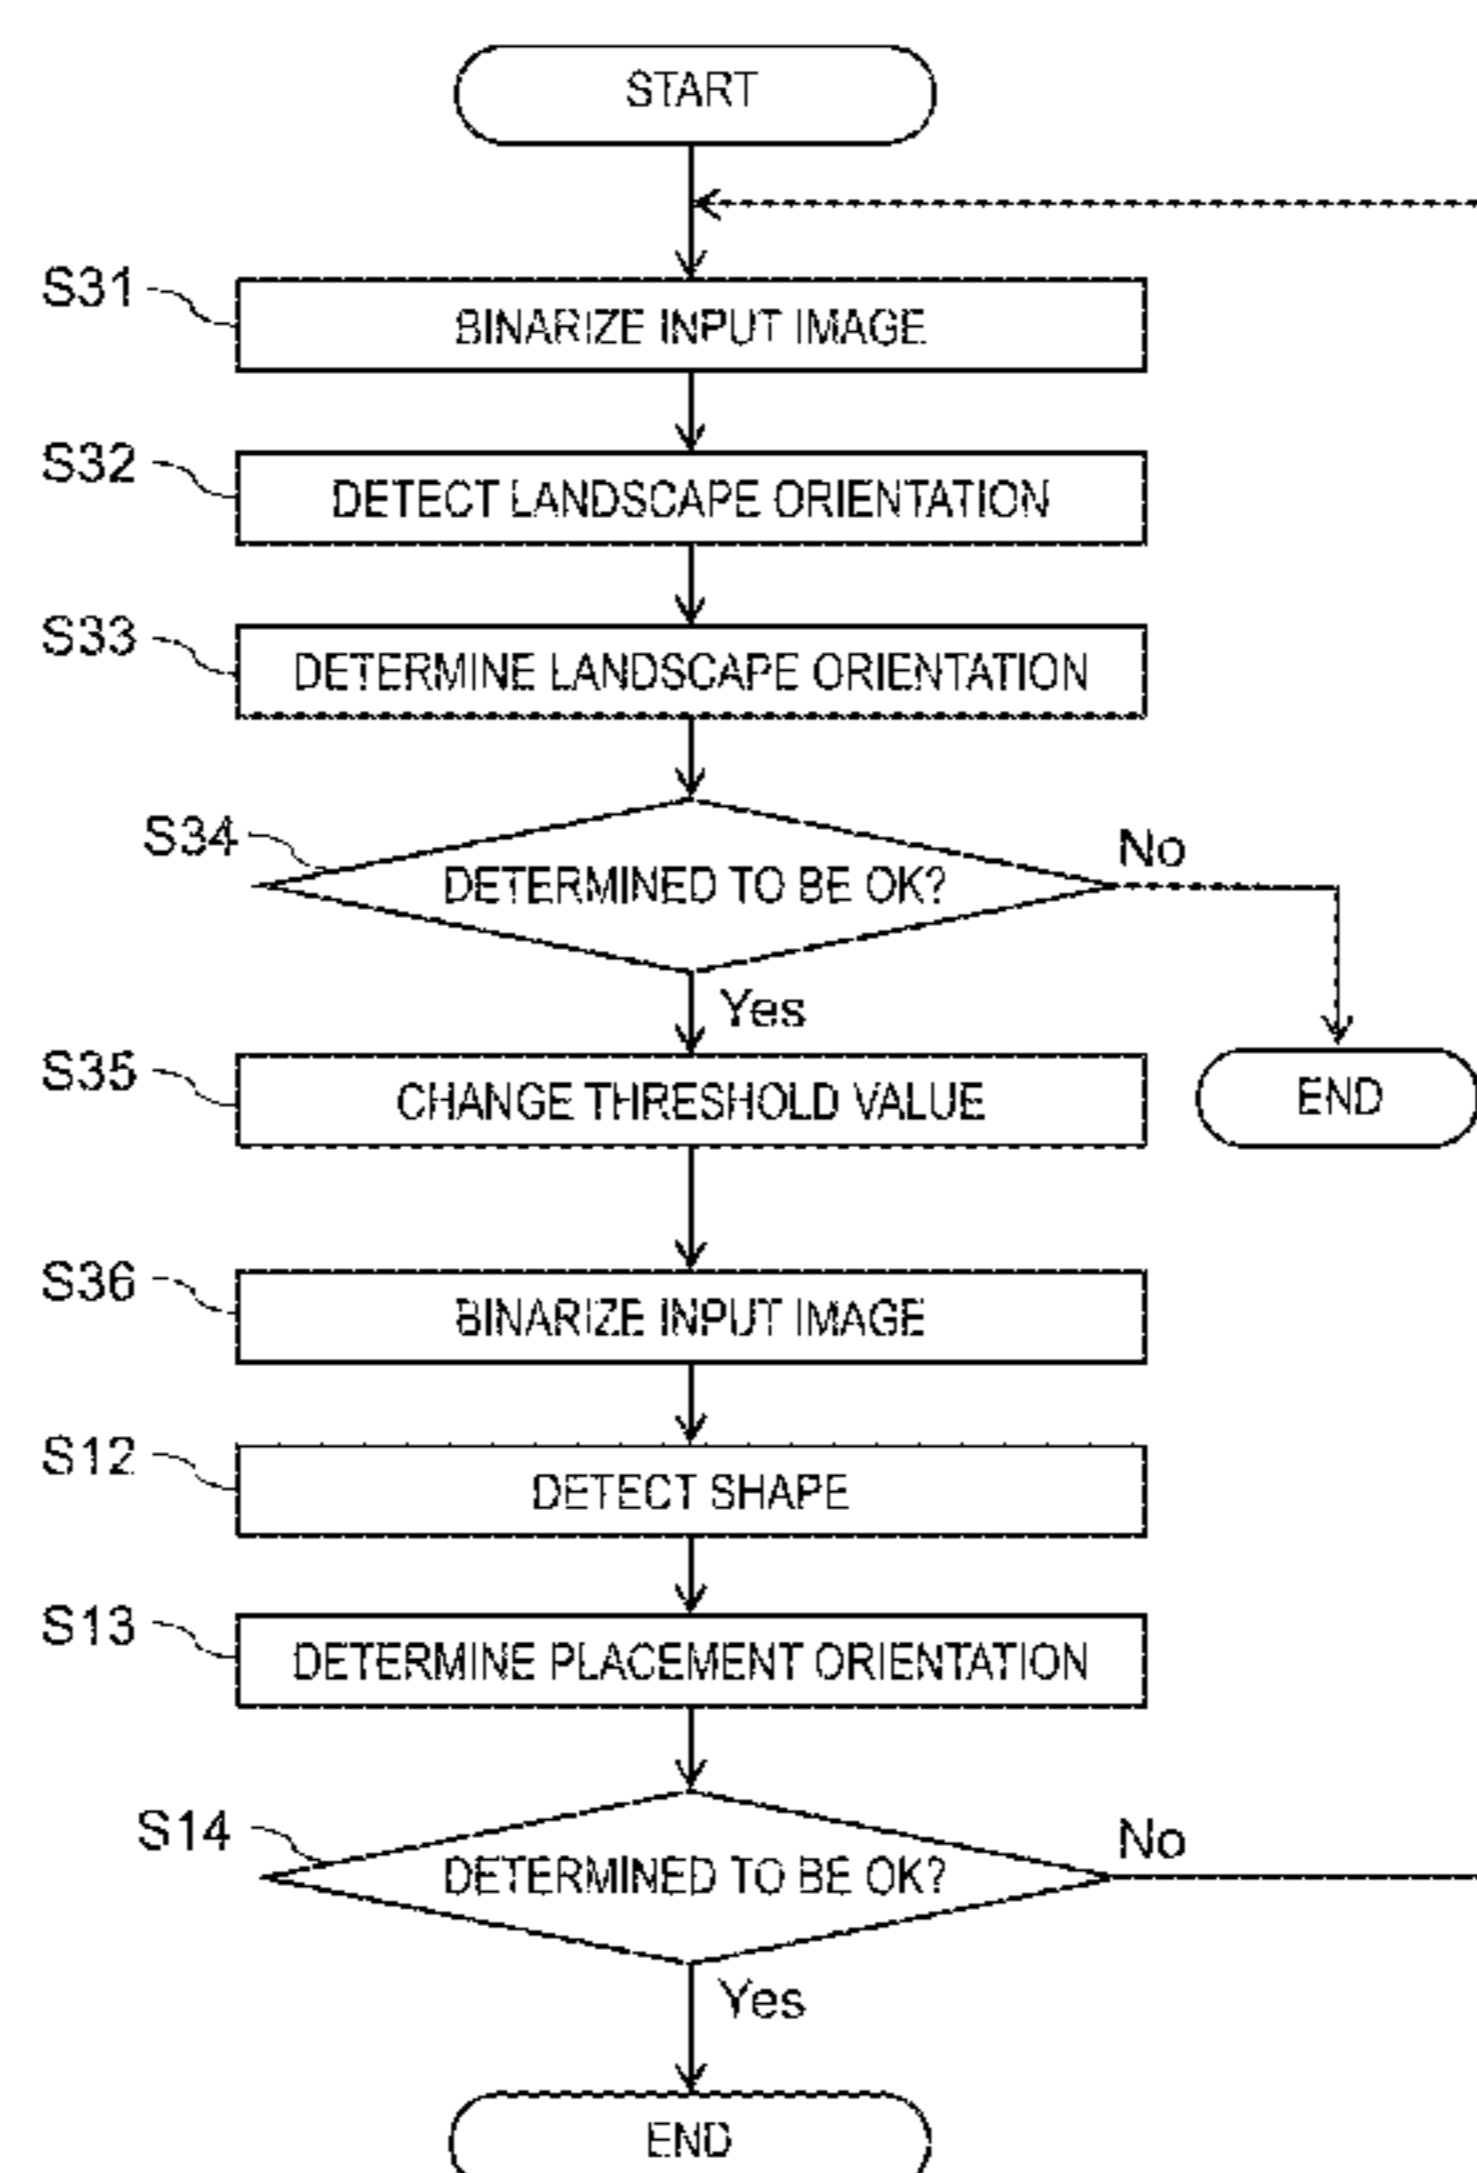 START
S31
BINARIZE INPUT IMAGE
S32
DETECT LANDSCAPE ORIENTATION
S33
DETERMINE LANDSCAPE ORIENTATION
S34
DETERMINED TO BE OK?
No
Yes
S35
CHANGE THRESHOLD VALUE
END
S36
BINARIZE INPUT IMAGE
S12
DETECT SHAPE
S13
DETERMINE PLACEMENT ORIENTATION
S14
DETERMINED TO BE OK?
No
Yes
END